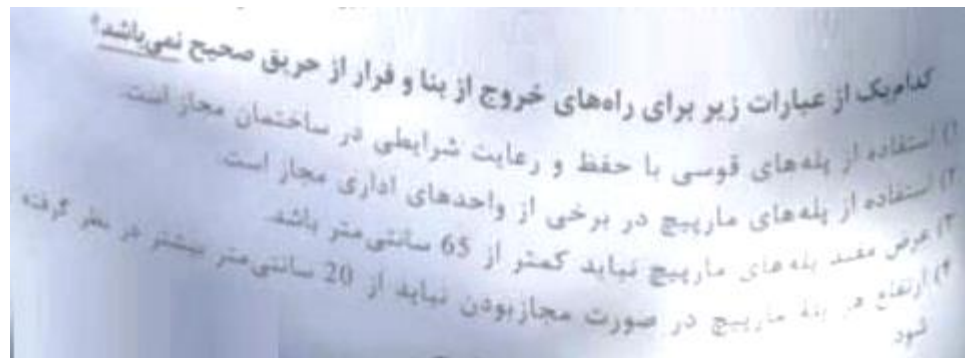 کدام‌یک از عبارات زیر برای راه‌های خروج از بنا و فرار از حریق صحیح نمی‌باشد؟
۱) استفاده از پله‌های قوسی با حفظ و رعایت شرایطی در ساختمان مجاز است.
۲) استفاده از پله‌های مارپیچ در برخی از واحدهای اداری مجاز است.
۳) عرض مفید پله‌های مارپیچ نباید کمتر از 65 سانتی‌متر باشد.
۴) ارتفاع هر پله مارپیچ در صورت مجازبودن نباید از 20 سانتی‌متر بیشتر در نظر گرفته
شود